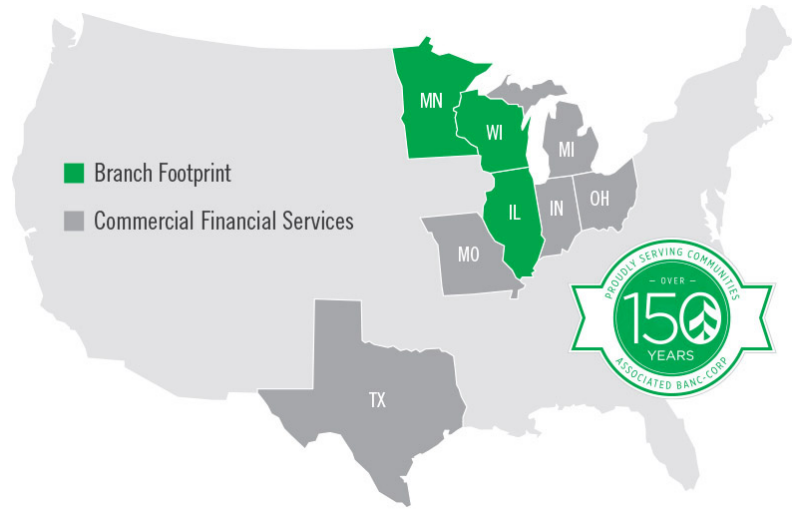 MN
WI
MI
Branch Footprint
Commercial Financial Services
IL
IN
OH
MO
TX
PROUDLY SERVING COMMUNITIES
— OVER —
150
YEARS
ASSOCIATED BANC-CORP